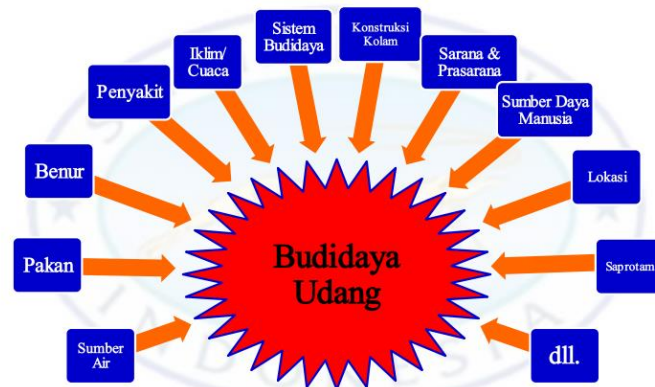 Sistem
Budidaya
Konstruksi
Kolam
Iklim/
Cuaca
Sarana &
Prasarana
Penyakit
Sumber Daya
Manusia
Benur
Lokasi
Budidaya
Udang
Pakan
Saprotam
Sumber
Air
dll.
INDONESIA